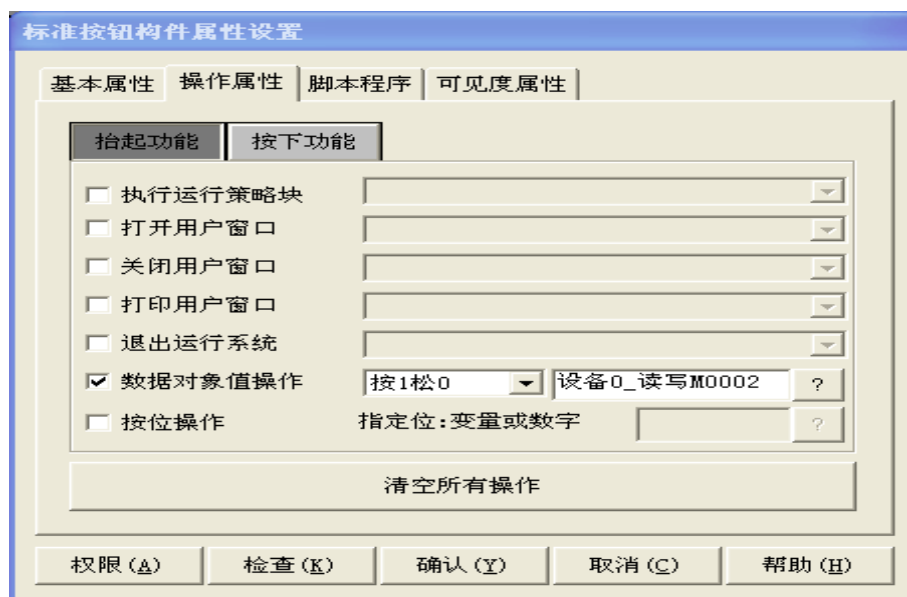 标准按钮构件属性设置
基本属性 操作属性 脚本程序 可见度属性
抬起功能 按下功能
执行运行策略块
打开用户窗口
关闭用户窗口
打印用户窗口
退出运行系统
数据对象值操作 按1松0 设备0_读写M0002 ?
按位操作 指定位:变量或数字 ?
清空所有操作
权限(A) 检查(K) 确认(Y) 取消(C) 帮助(H)